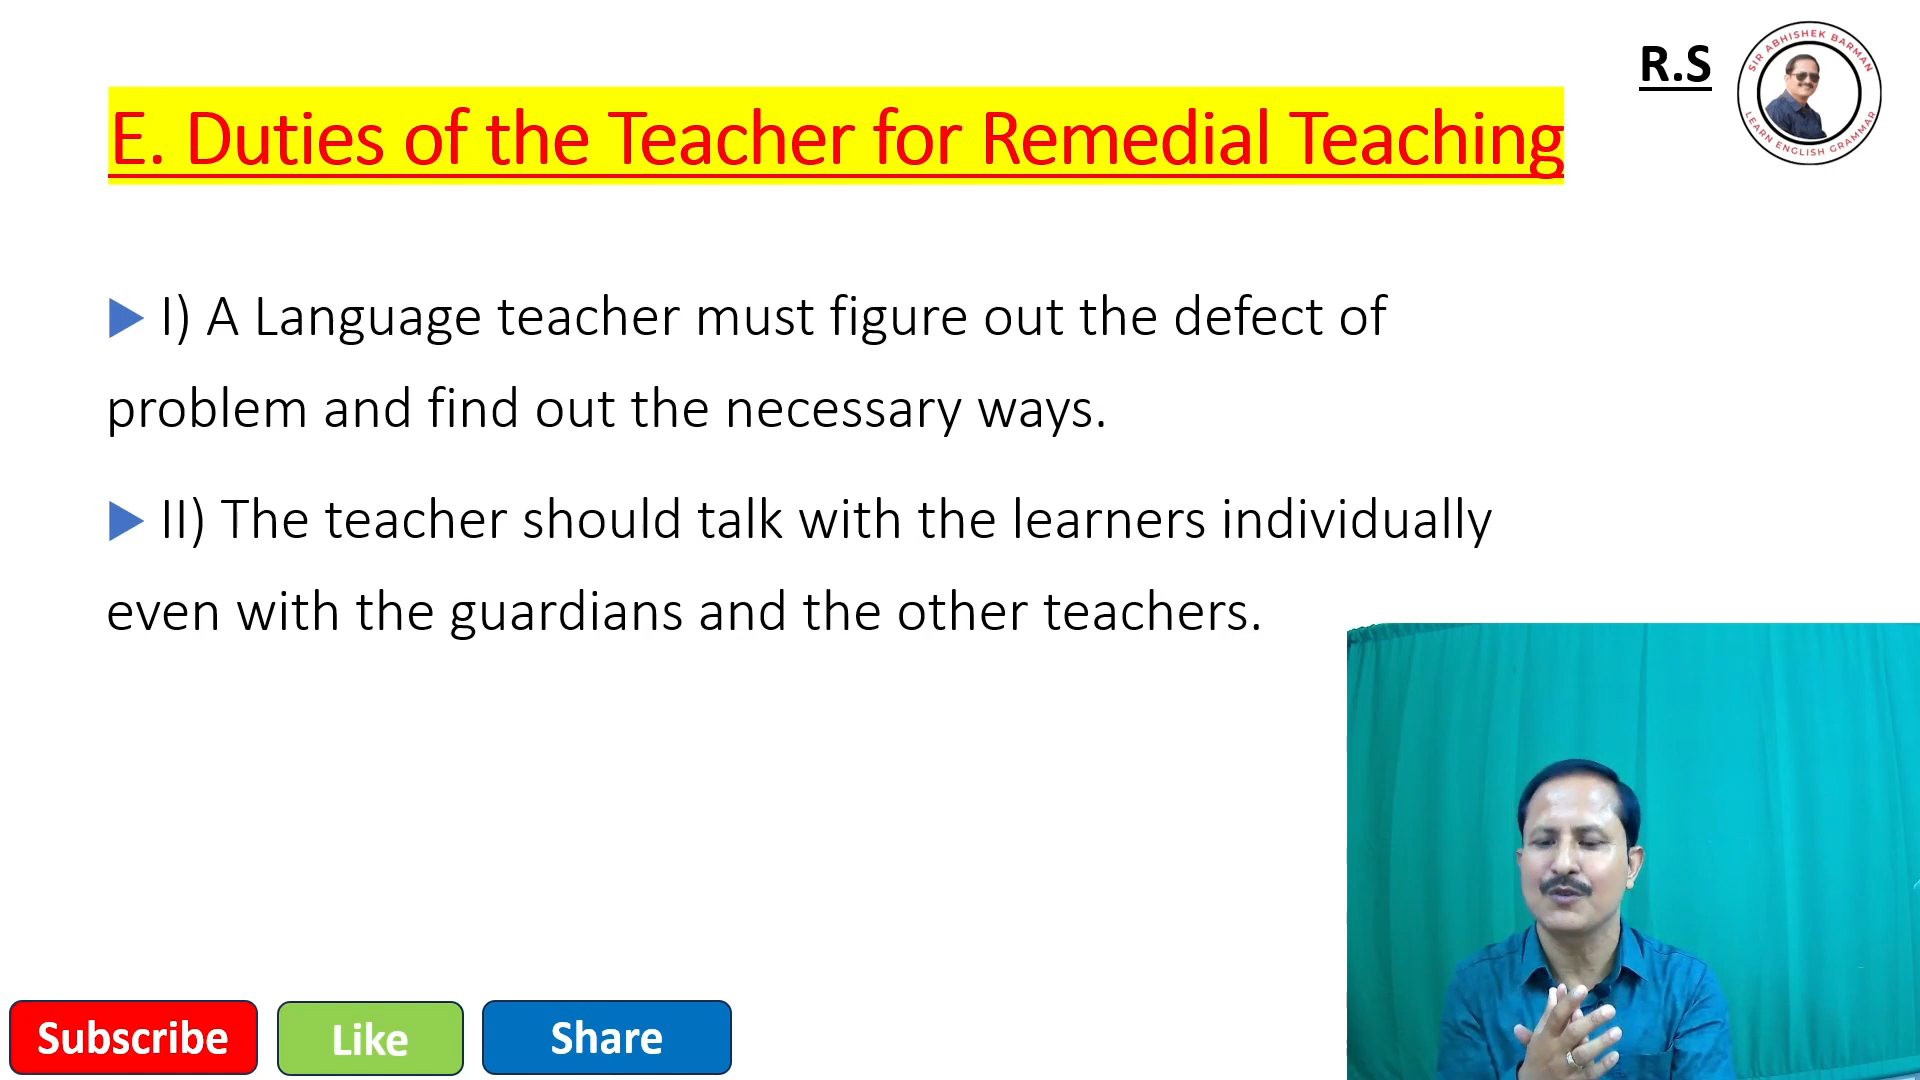 R.S
SIR ABHISHEK BARMAN
LEARN ENGLISH GRAMMAR
E. Duties of the Teacher for Remedial Teaching
I) A Language teacher must figure out the defect of
problem and find out the necessary ways.
II) The teacher should talk with the learners individually
even with the guardians and the other teachers.
Subscribe
Like
Share